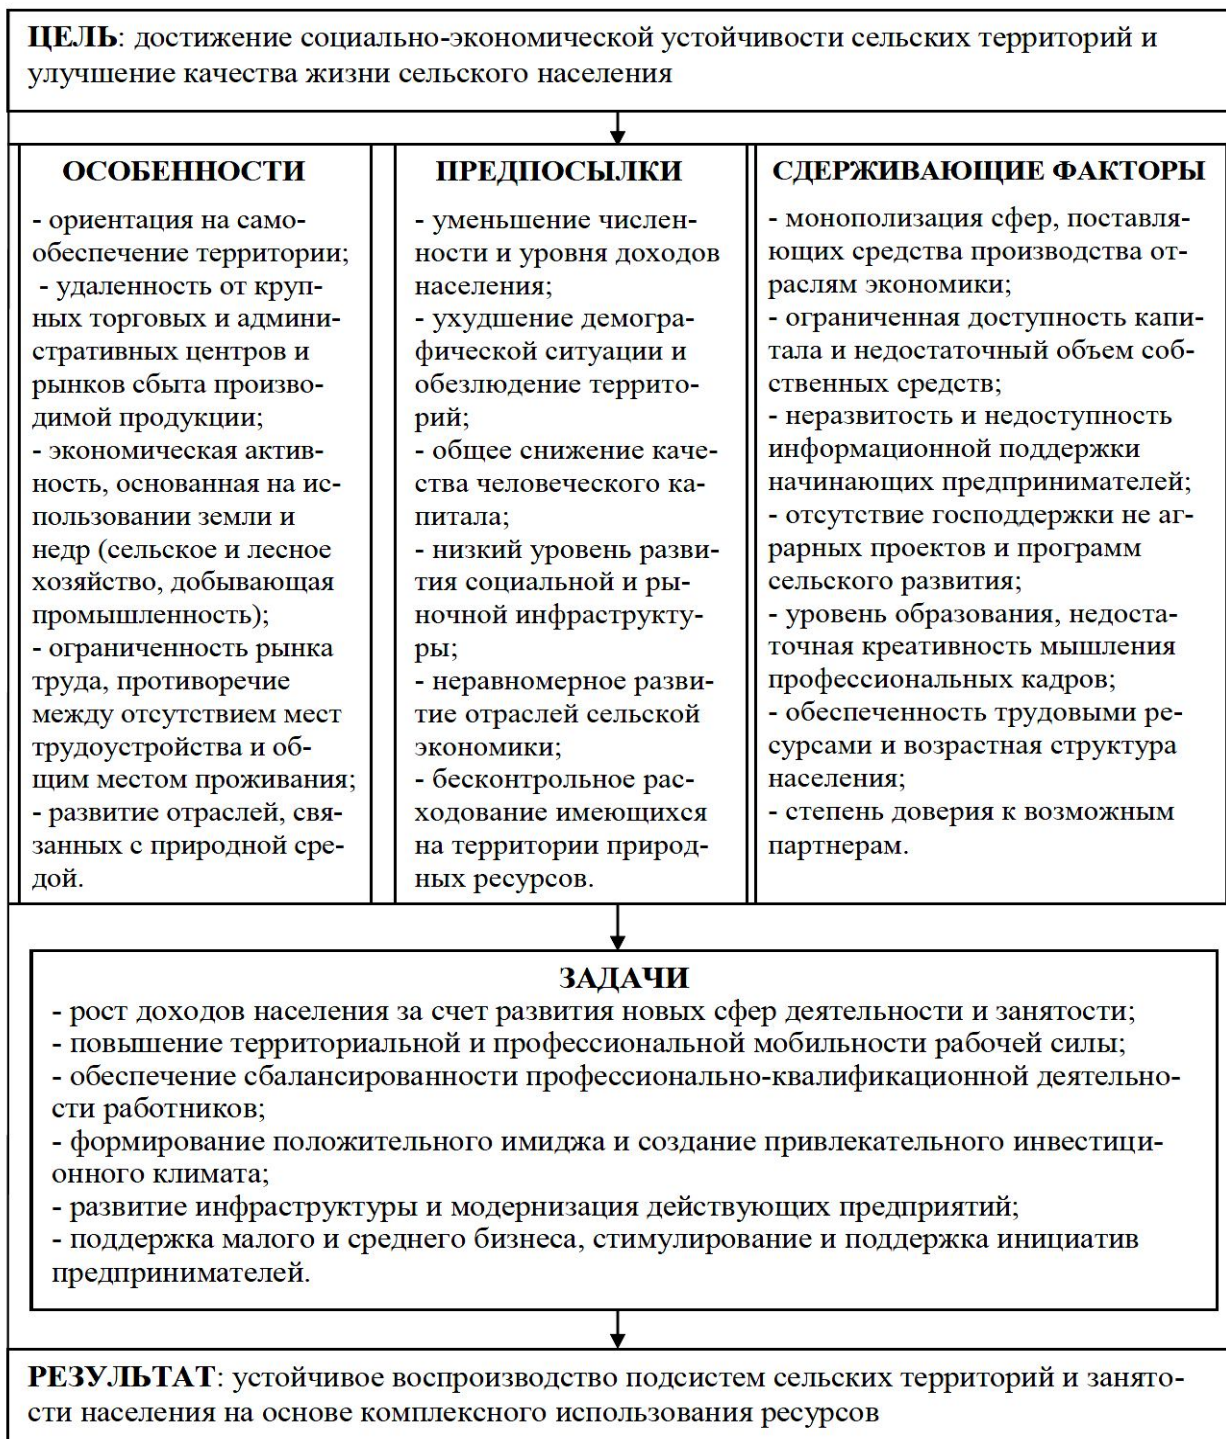 ЦЕЛЬ: достижение социально-экономической устойчивости сельских территорий и
улучшение качества жизни сельского населения
ОСОБЕННОСТИ
- ориентация на само-
обеспечение территории;
- удаленность от круп-
ных торговых и админи-
стративных центров и
рынков сбыта произво-
димой продукции;
- экономическая актив-
ность, основанная на ис-
пользовании земли и
недр (сельское и лесное
хозяйство, добывающая
промышленность);
- ограниченность рынка
труда, противоречие
между отсутствием мест
трудоустройства и об-
щим местом проживания;
- развитие отраслей, свя-
занных с природной сре-
дой.
ПРЕДПОСЫЛКИ
- уменьшение числен-
ности и уровня доходов
населения;
- ухудшение демогра-
фической ситуации и
обезлюдение террито-
рий;
- общее снижение каче-
ства человеческого ка-
питала;
- низкий уровень разви-
тия социальной и ры-
ночной инфраструкту-
ры;
- неравномерное разви-
тие отраслей сельской
экономики;
- бесконтрольное рас-
ходование имеющихся
на территории природ-
ных ресурсов.
СДЕРЖИВАЮЩИЕ ФАКТОРЫ
- монополизация сфер, поставля-
ющих средства производства от-
раслям экономики;
- ограниченная доступность капи-
тала и недостаточный объем соб-
ственных средств;
- неразвитость и недоступность
информационной поддержки
начинающих предпринимателей;
- отсутствие господдержки не аг-
рарных проектов и программ
сельского развития;
- уровень образования, недоста-
точная креативность мышления
профессиональных кадров;
- обеспеченность трудовыми ре-
сурсами и возрастная структура
населения;
- степень доверия к возможным
партнерам.
ЗАДАЧИ
- рост доходов населения за счет развития новых сфер деятельности и занятости;
- повышение территориальной и профессиональной мобильности рабочей силы;
- обеспечение сбалансированности профессионально-квалификационной деятельно-
сти работников;
- формирование положительного имиджа и создание привлекательного инвестици-
онного климата;
- развитие инфраструктуры и модернизация действующих предприятий;
- поддержка малого и среднего бизнеса, стимулирование и поддержка инициатив
предпринимателей.
РЕЗУЛЬТАТ: устойчивое воспроизводство подсистем сельских территорий и занято-
сти населения на основе комплексного использования ресурсов